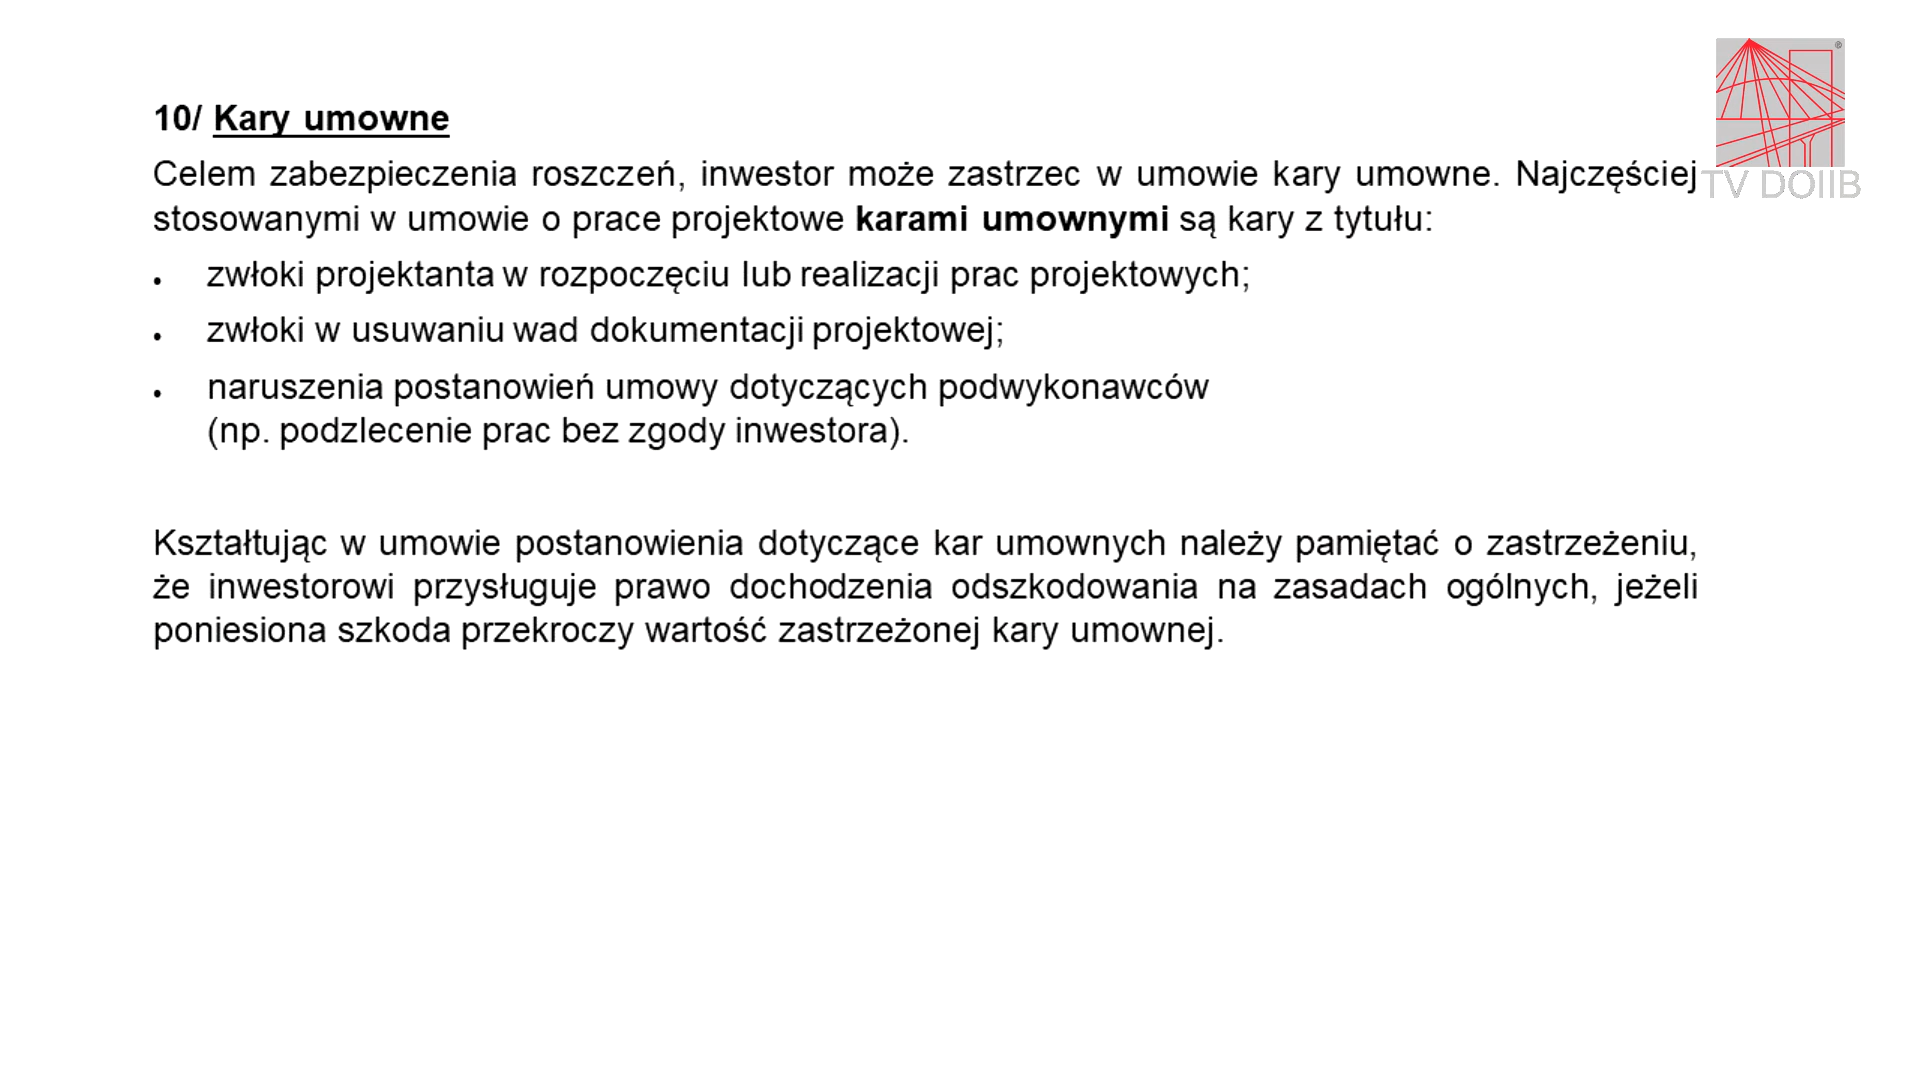 10/ Kary umowne
Celem zabezpieczenia roszczeń, inwestor może zastrzec w umowie kary umowne. Najczęściej
stosowanymi w umowie o prace projektowe karami umownymi są kary z tytułu:
• zwłoki projektanta w rozpoczęciu lub realizacji prac projektowych;
• zwłoki w usuwaniu wad dokumentacji projektowej;
• naruszenia postanowień umowy dotyczących podwykonawców
(np. podzlecenie prac bez zgody inwestora).
Kształtując w umowie postanowienia dotyczące kar umownych należy pamiętać o zastrzeżeniu,
że inwestorowi przysługuje prawo dochodzenia odszkodowania na zasadach ogólnych, jeżeli
poniesiona szkoda przekroczy wartość zastrzeżonej kary umownej.
®
TV DOIIB